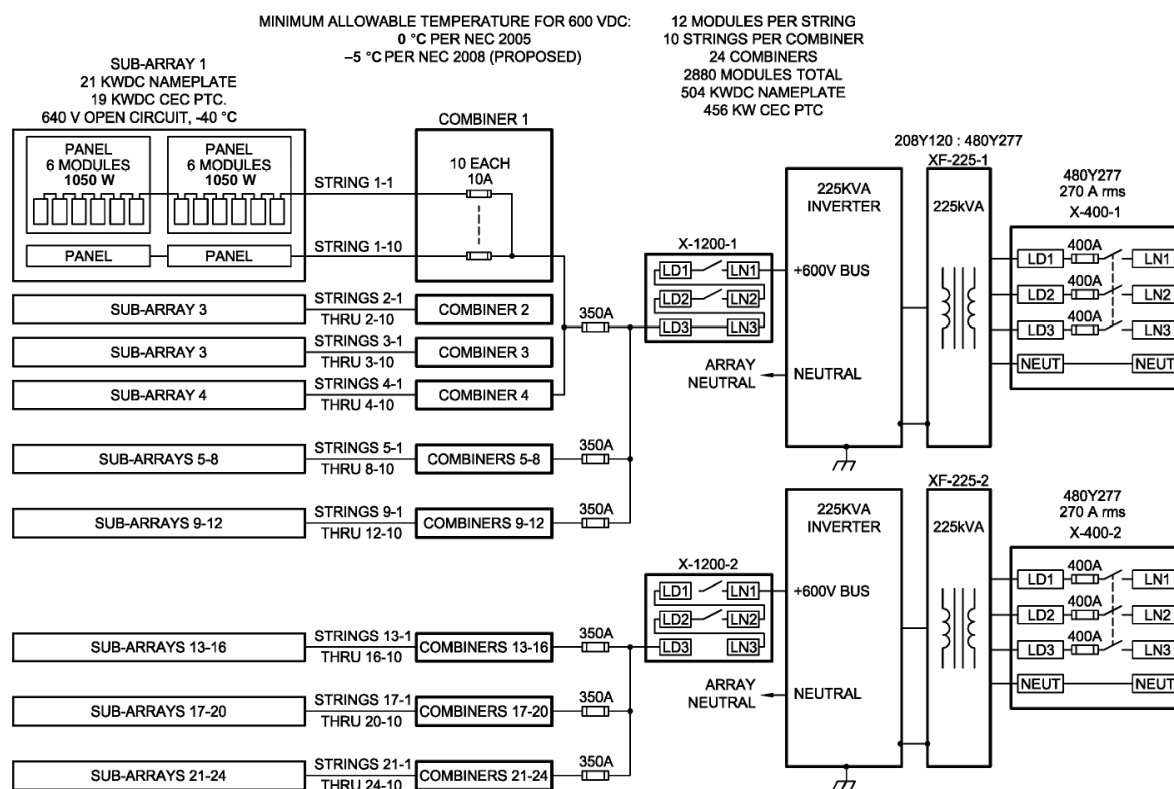 MINIMUM ALLOWABLE TEMPERATURE FOR 600 VDC:
0 °C PER NEC 2005
–5 °C PER NEC 2008 (PROPOSED)
12 MODULES PER STRING
10 STRINGS PER COMBINER
24 COMBINERS
2880 MODULES TOTAL
504 KWDC NAMEPLATE
456 KW CEC PTC
SUB-ARRAY 1
21 KWDC NAMEPLATE
19 KWDC CEC PTC.
640 V OPEN CIRCUIT, -40 °C
PANEL
6 MODULES
1050 W
PANEL
6 MODULES
1050 W
PANEL
PANEL
STRING 1-1
STRING 1-10
COMBINER 1
10 EACH
10A
SUB-ARRAY 3
STRINGS 2-1
THRU 2-10
COMBINER 2
SUB-ARRAY 3
STRINGS 3-1
THRU 3-10
COMBINER 3
SUB-ARRAY 4
STRINGS 4-1
THRU 4-10
COMBINER 4
350A
SUB-ARRAYS 5-8
STRINGS 5-1
THRU 8-10
COMBINERS 5-8
350A
SUB-ARRAYS 9-12
STRINGS 9-1
THRU 12-10
COMBINERS 9-12
350A
X-1200-1
LD1
LN1
LD2
LN2
LD3
LN3
ARRAY
NEUTRAL
225KVA
INVERTER
+600V BUS
NEUTRAL
208Y120 : 480Y277
XF-225-1
225kVA
480Y277
270 A rms
X-400-1
LD1
400A
LN1
LD2
400A
LN2
LD3
400A
LN3
NEUT
NEUT
SUB-ARRAYS 13-16
STRINGS 13-1
THRU 16-10
COMBINERS 13-16
350A
SUB-ARRAYS 17-20
STRINGS 17-1
THRU 20-10
COMBINERS 17-20
350A
SUB-ARRAYS 21-24
STRINGS 21-1
THRU 24-10
COMBINERS 21-24
350A
X-1200-2
LD1
LN1
LD2
LN2
LD3
LN3
ARRAY
NEUTRAL
225KVA
INVERTER
+600V BUS
NEUTRAL
XF-225-2
225kVA
480Y277
270 A rms
X-400-2
LD1
400A
LN1
LD2
400A
LN2
LD3
400A
LN3
NEUT
NEUT